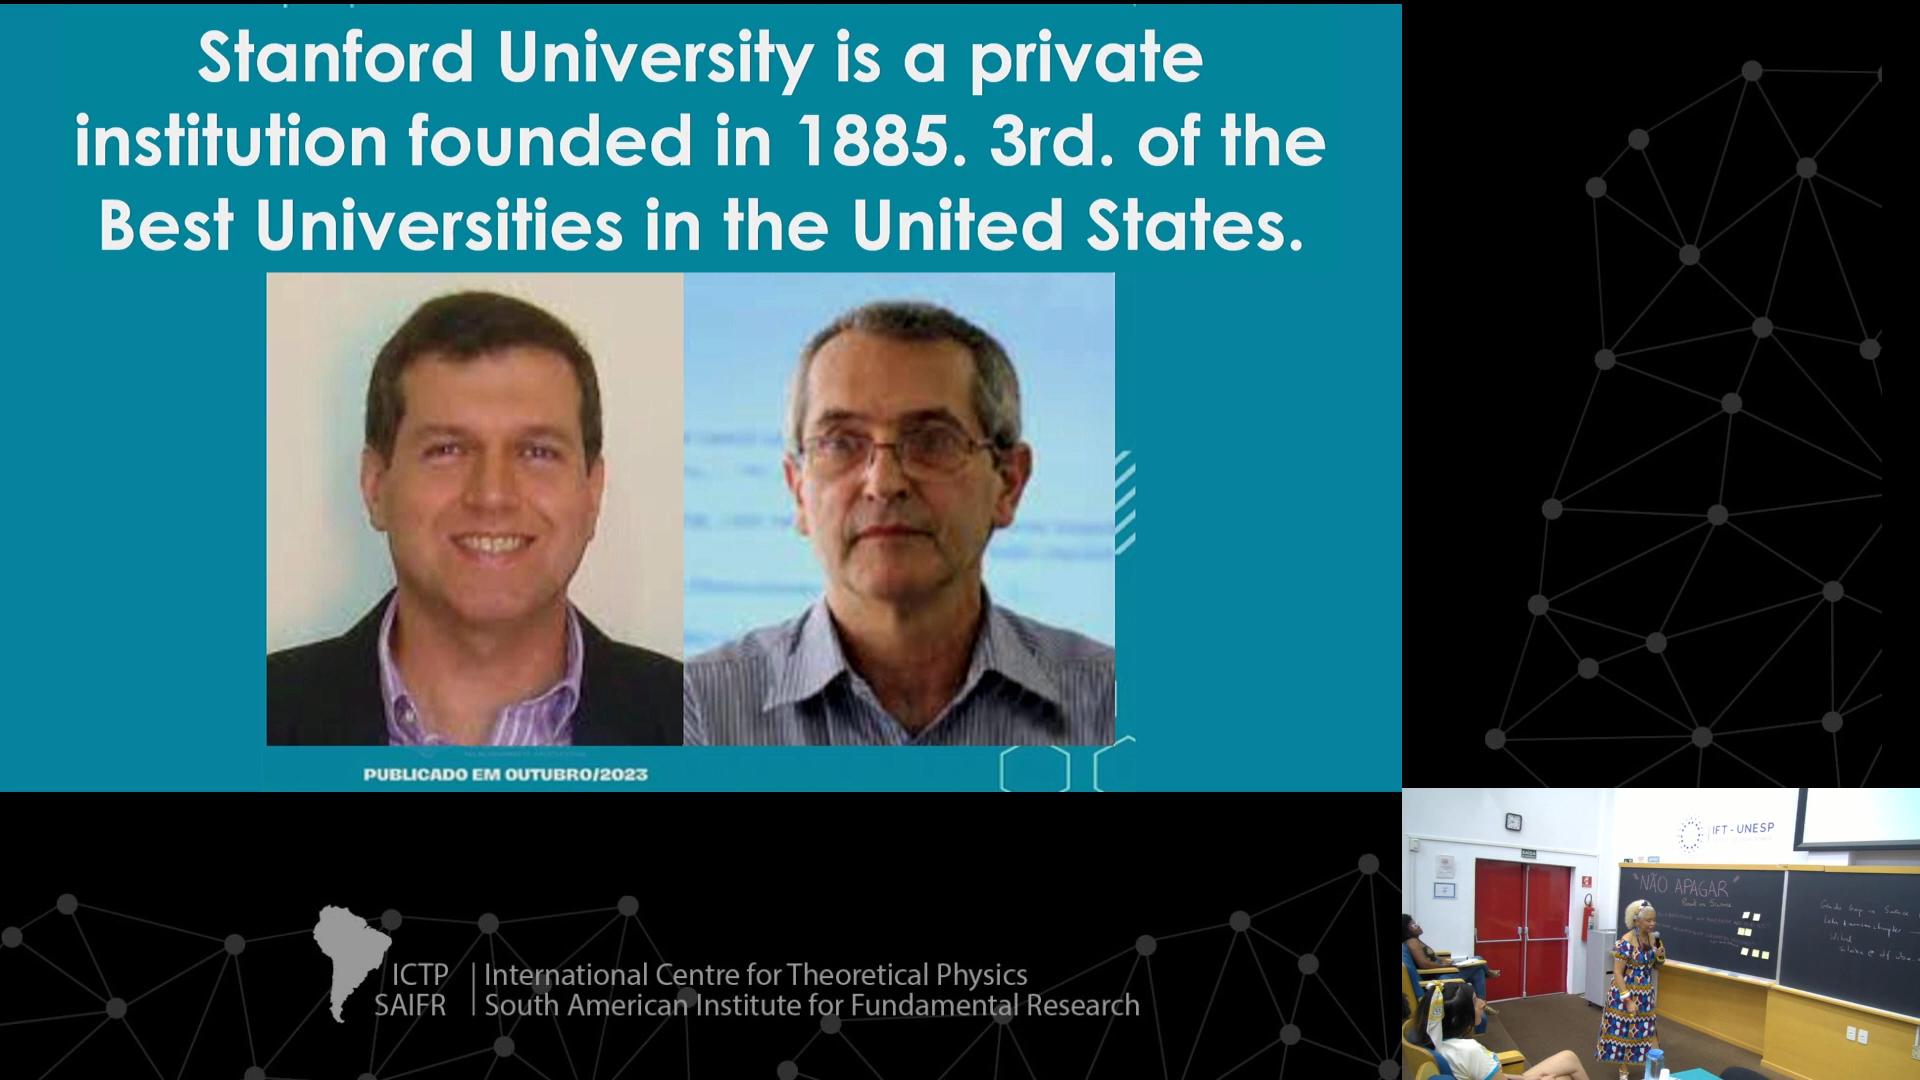 Stanford University is a private
institution founded in 1885. 3rd. of the
Best Universities in the United States.
PUBLICADO EM OUTUBRO/2023
ICTP
SAIFR
International Centre for Theoretical Physics
South American Institute for Fundamental Research
IFT - UNESP
"NÃO APAGAR"